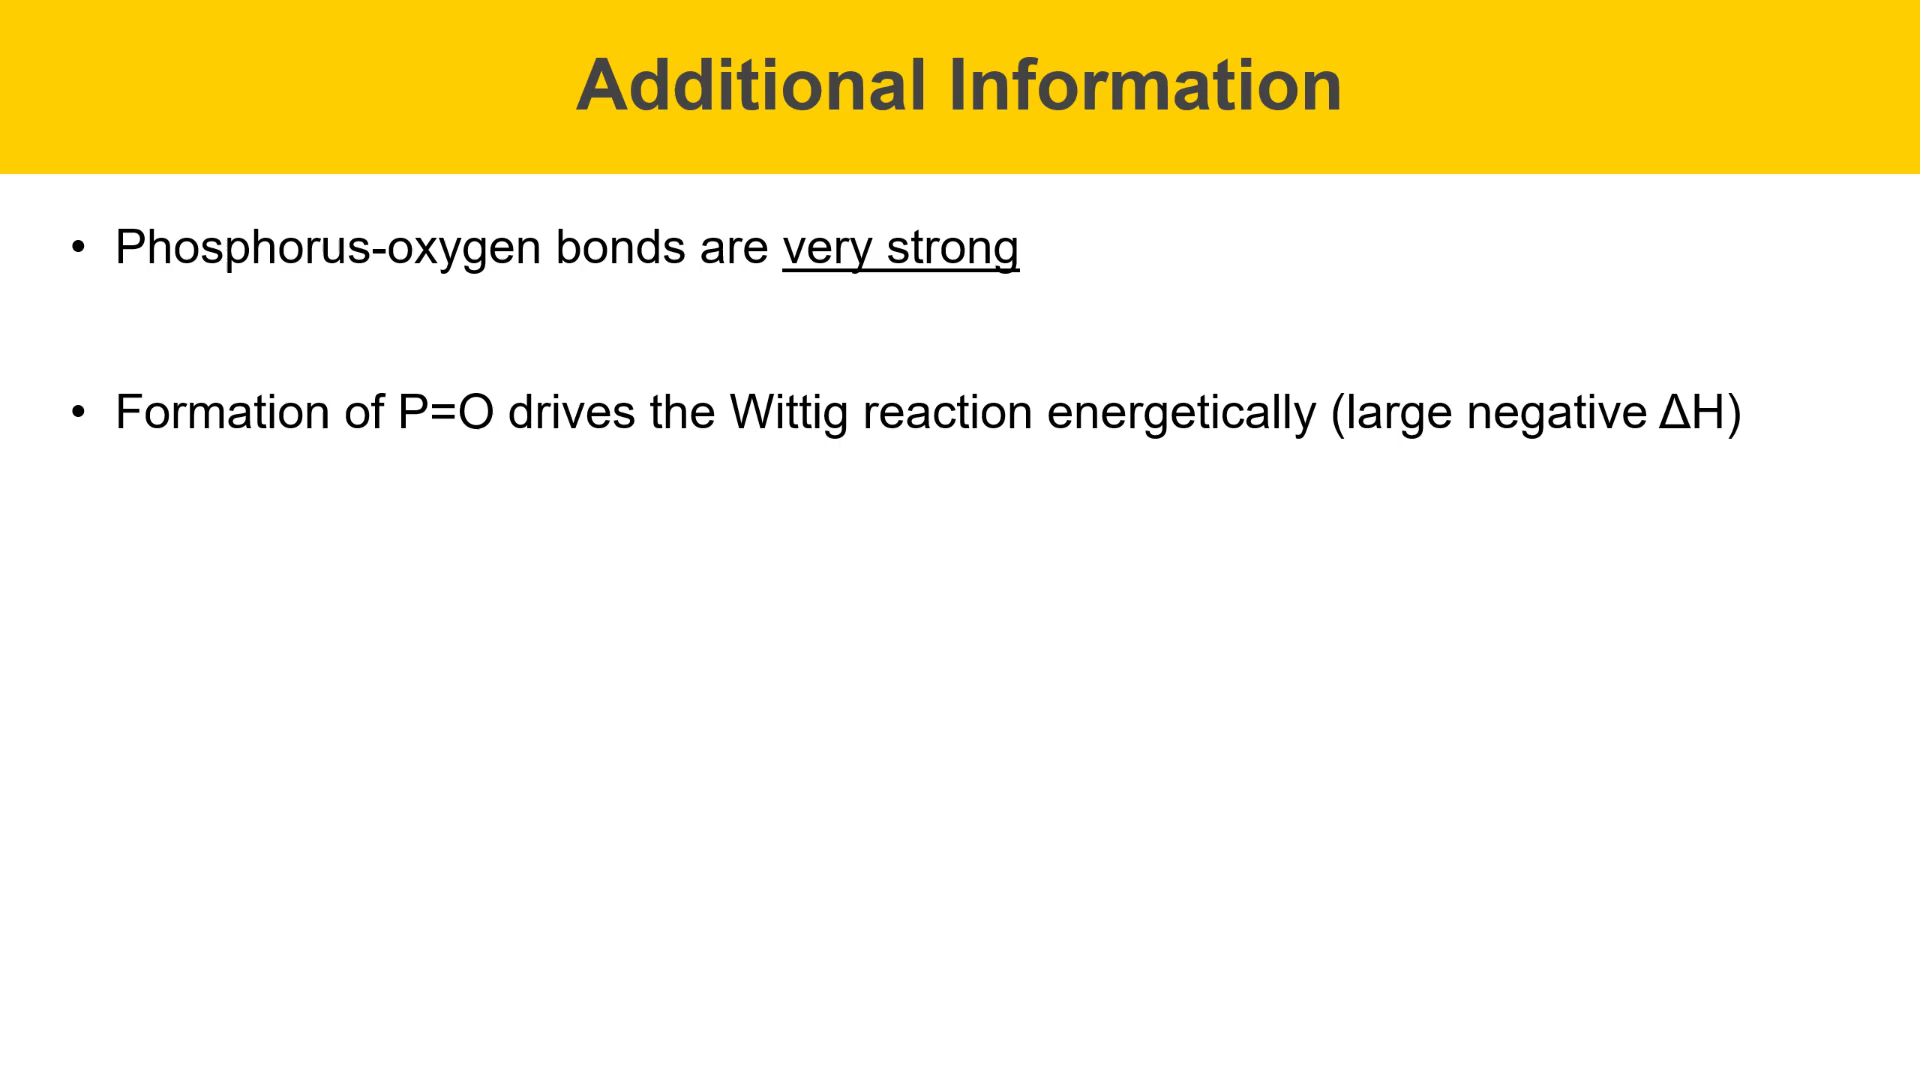 Additional Information
• Phosphorus-oxygen bonds are very strong
• Formation of P=O drives the Wittig reaction energetically (large negative ΔH)